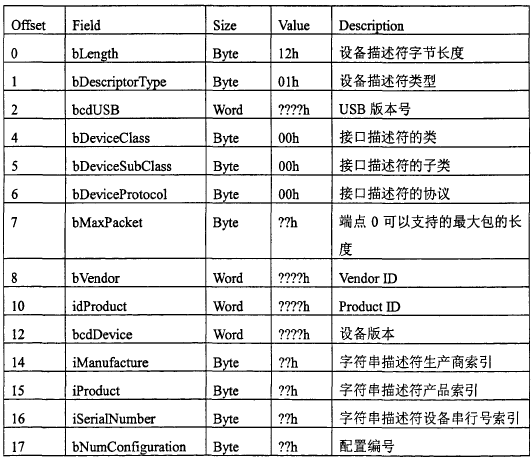 Offset Field Size Value Description
0 bLength Byte 12h 设备描述符字节长度
1 bDescriptorType Byte 01h 设备描述符类型
2 bcdUSB Word ????h USB 版本号
4 bDeviceClass Byte 00h 接口描述符的类
5 bDeviceSubClass Byte 00h 接口描述符的子类
6 bDeviceProtocol Byte 00h 接口描述符的协议
7 bMaxPacket Byte ??h 端点 0 可以支持的最大包的长
度
8 bVendor Word ????h Vendor ID
10 idProduct Word ????h Product ID
12 bcdDevice Word ????h 设备版本
14 iManufacture Byte ??h 字符串描述符生产商索引
15 iProduct Byte ??h 字符串描述符产品索引
16 iSerialNumber Byte ??h 字符串描述符设备串行号索引
17 bNumConfiguration Byte ??h 配置编号